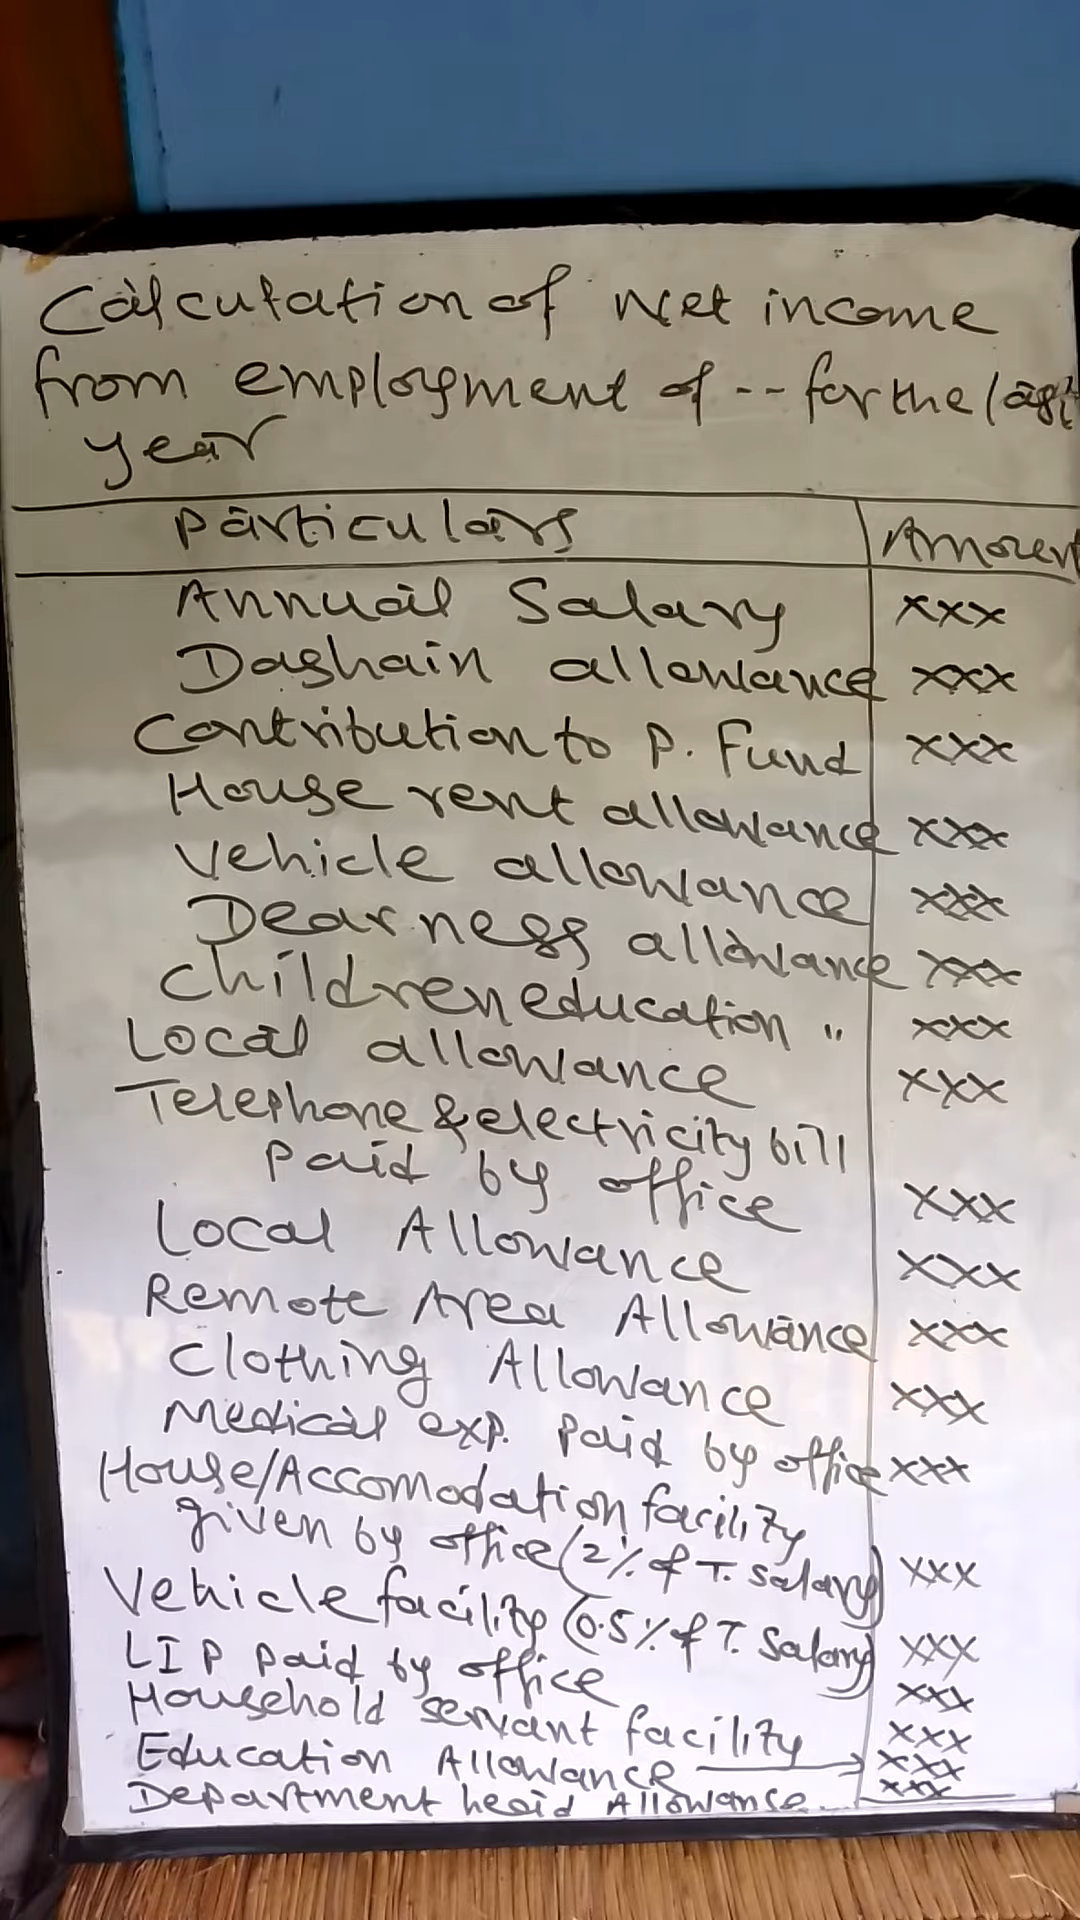 Calculation of Net income
from employment of -- for the last
year
Particulars Amount
Annual Salary xxx
Dashain allowance xxx
Contribution to P. Fund xxx
House rent allowance xxx
Vehicle allowance xxx
Dearness allowance xxx
Children education " xxx
Local allowance xxx
Telephone & electricity bill
paid by office xxx
Local Allowance xxx
Remote Area Allowance xxx
Clothing Allowance xxx
Medical exp. paid by office xxx
House/Accomodation facility
given by office (2% of T. Salary) xxx
Vehicle facility (0.5% of T. Salary) xxx
LIP paid by office xxx
Household servant facility xxx
Education Allowance xxx
Department head Allowanse xxx